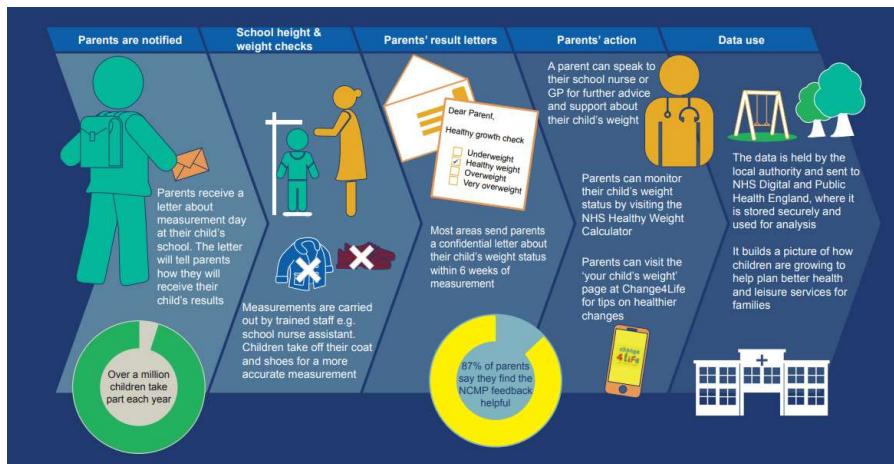 Parents are notified
School height &
weight checks
Parents' result letters
Parents' action
Data use
Parents receive a
letter about
measurement day
at their child's
school. The letter
will tell parents
how they will
receive their
child's results
Over a million
children take
part each year
Measurements are carried
out by trained staff e.g.
school nurse assistant.
Children take off their coat
and shoes for a more
accurate measurement
Dear Parent,
Healthy growth check
Underweight
Healthy weight
Overweight
Very overweight
Most areas send parents
a confidential letter about
their child's weight status
within 6 weeks of
measurement
87% of parents
say they find the
NCMP feedback
helpful
A parent can speak to
their school nurse or
GP for further advice
and support about
their child's weight
Parents can monitor
their child's weight
status by visiting the
NHS Healthy Weight
Calculator
Parents can visit the
'your child's weight'
page at Change4Life
for tips on healthier
changes
change
4Life
The data is held by the
local authority and sent to
NHS Digital and Public
Health England, where it
is stored securely and
used for analysis
It builds a picture of how
children are growing to
help plan better health
and leisure services for
families